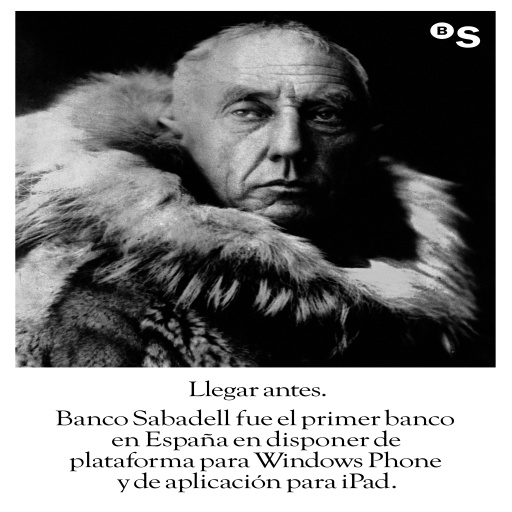 BS
Llegar antes.
Banco Sabadell fue el primer banco
en España en disponer de
plataforma para Windows Phone
y de aplicación para iPad.